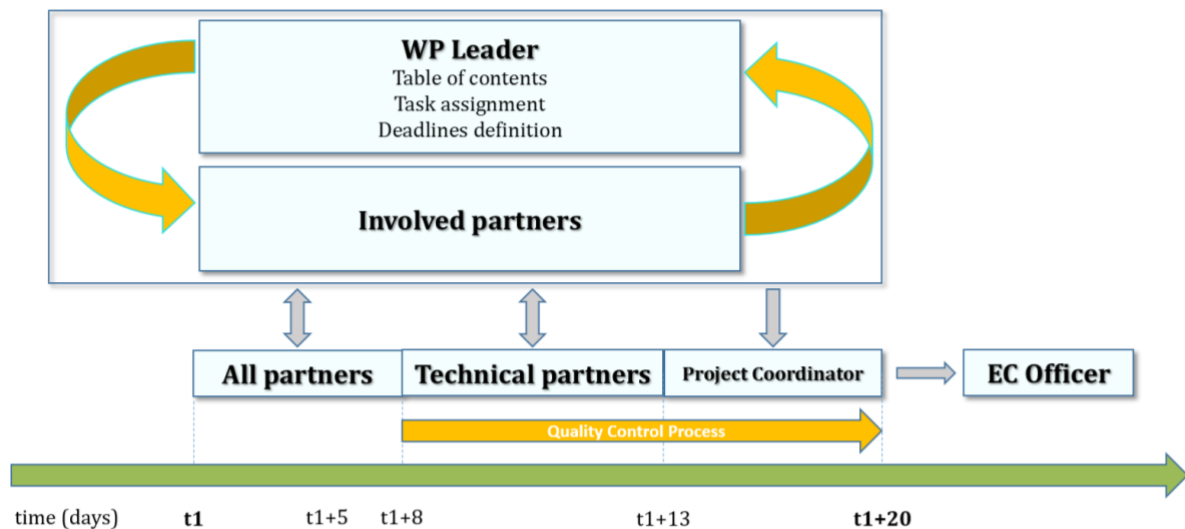 WP Leader
Table of contents
Task assignment
Deadlines definition
Involved partners
All partners
Technical partners
Project Coordinator
EC Officer
Quality Control Process
time (days)
t1
t1+5
t1+8
t1+13
t1+20